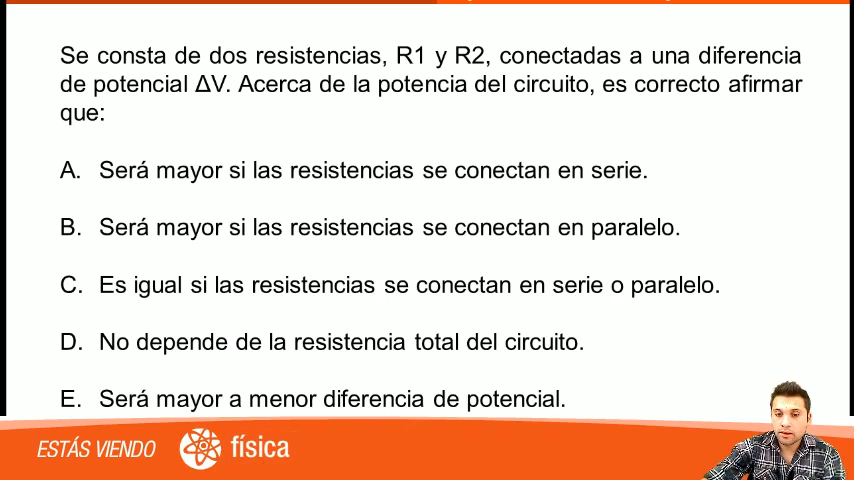 Se consta de dos resistencias, R1 y R2, conectadas a una diferencia
de potencial ΔV. Acerca de la potencia del circuito, es correcto afirmar
que:
A. Será mayor si las resistencias se conectan en serie.
B. Será mayor si las resistencias se conectan en paralelo.
C. Es igual si las resistencias se conectan en serie o paralelo.
D. No depende de la resistencia total del circuito.
E. Será mayor a menor diferencia de potencial.
ESTÁS VIENDO física